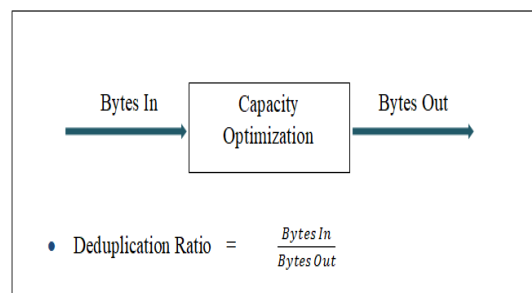 Bytes In
Capacity
Optimization
Bytes Out
• Deduplication Ratio = Bytes In / Bytes Out